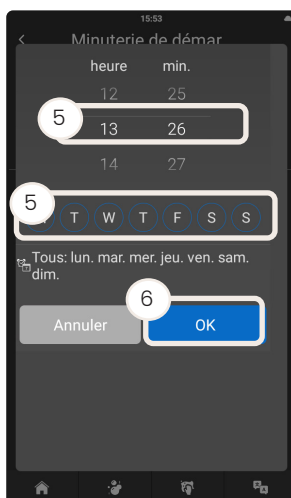 15:53
Minuterie de démar
heure min.
12 25
5
13 26
14 27
5
T W T F S S
Tous: lun. mar. mer. jeu. ven. sam.
dim.
6
Annuler OK